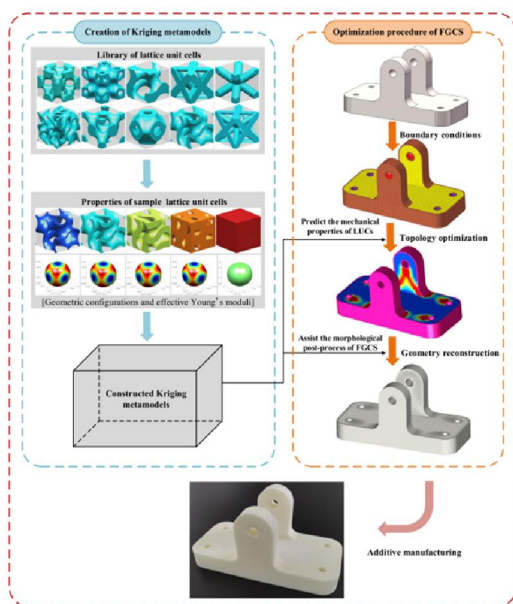 Creation of Kriging metamodels
Library of lattice unit cells
Properties of sample lattice unit cells
{Geometric configurations and effective Young's moduli}
Constructed Kriging
metamodels
Optimization procedure of FGCS
Boundary conditions
Predict the mechanical
properties of LUCs
Topology optimization
Assist the morphological
post-process of FGCS
Geometry reconstruction
Additive manufacturing